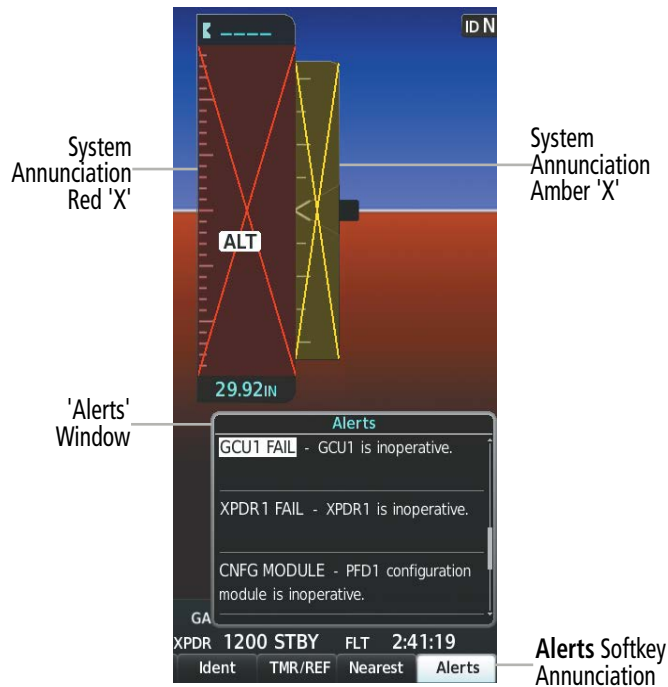 _ _ _ _
ID N
System
Annunciation
Red 'X'
System
Annunciation
Amber 'X'
ALT
29.92IN
'Alerts'
Window
Alerts
GCU1 FAIL - GCU1 is inoperative.
XPDR1 FAIL - XPDR1 is inoperative.
CNFG MODULE - PFD1 configuration
module is inoperative.
GA
XPDR 1200 STBY FLT 2:41:19
Ident TMR/REF Nearest Alerts
Alerts Softkey
Annunciation